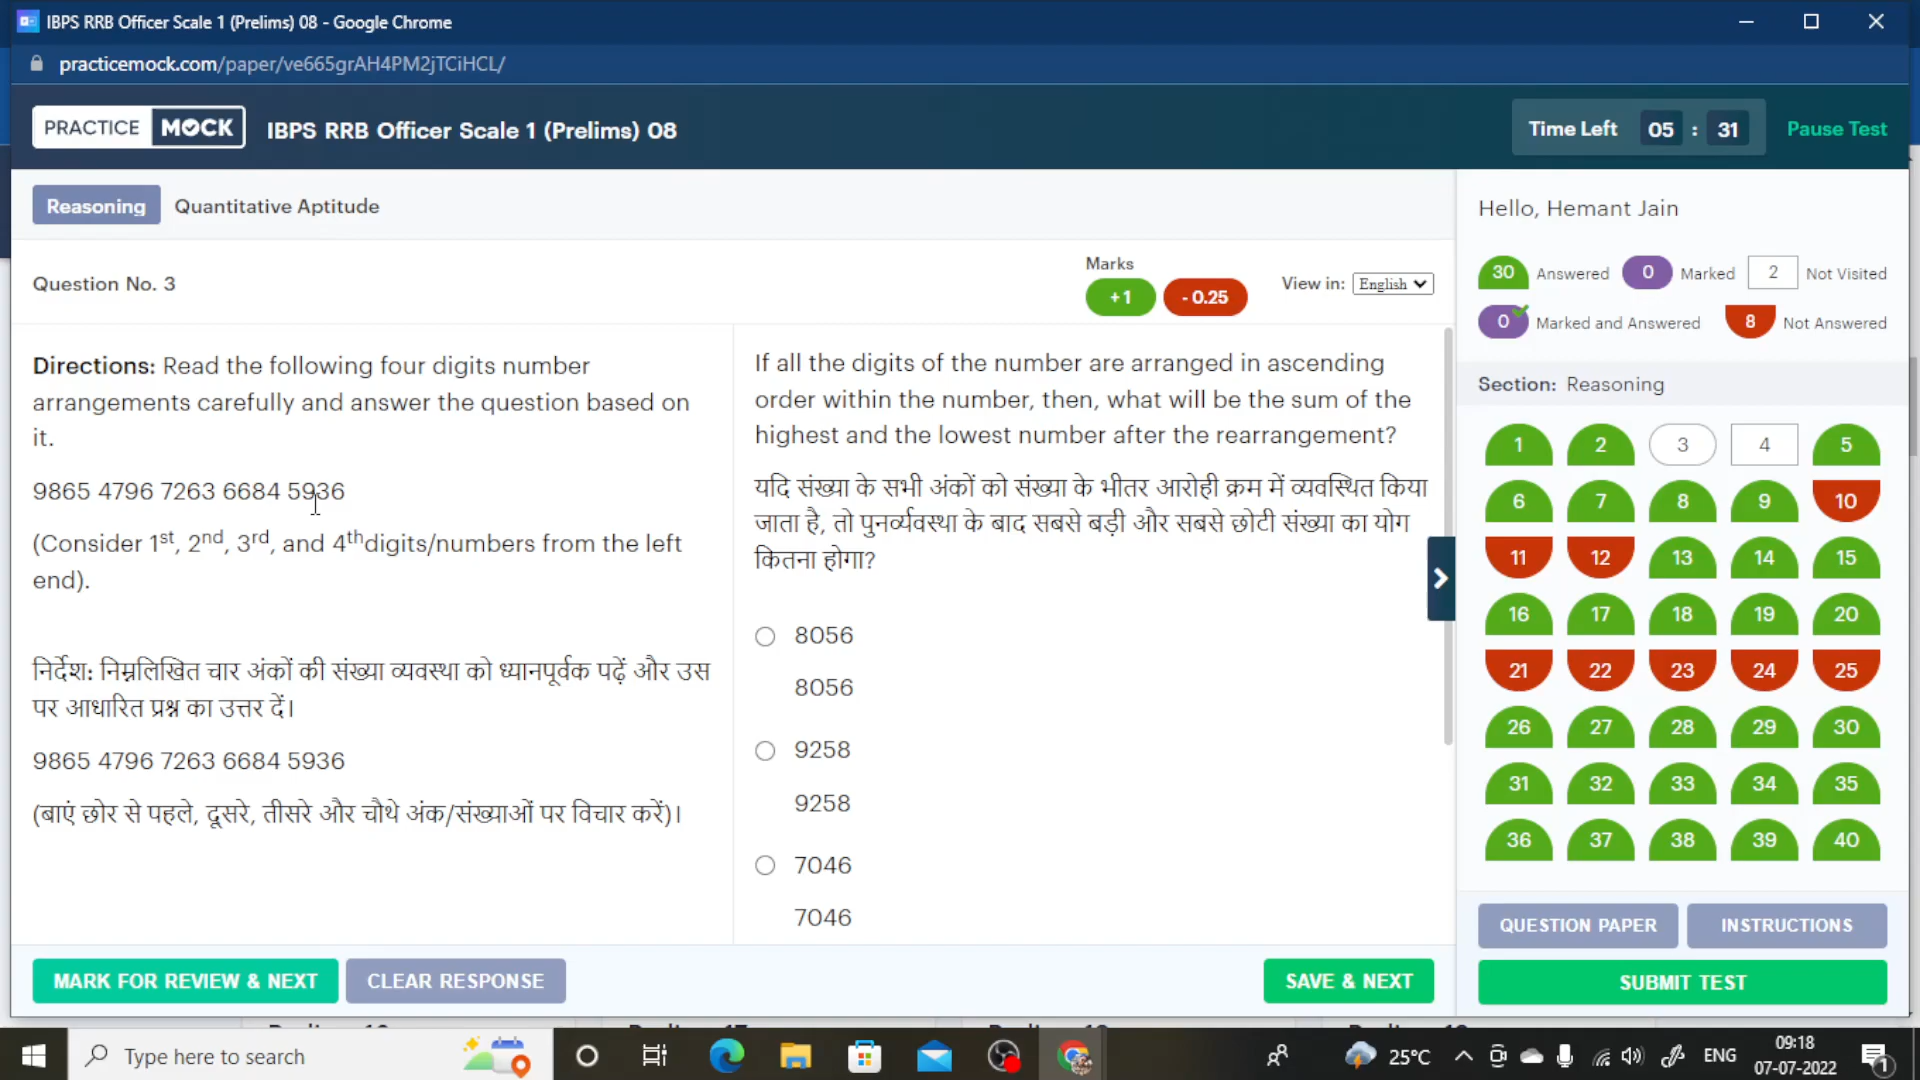 IBPS RRB Officer Scale 1 (Prelims) 08 - Google Chrome
practicemock.com/paper/ve665grAH4PM2jTCiHCL/
PRACTICE MOCK
IBPS RRB Officer Scale 1 (Prelims) 08
Time Left 05 : 31
Pause Test
Reasoning
Quantitative Aptitude
Question No. 3
Marks
+1
- 0.25
View in: English
Directions: Read the following four digits number
arrangements carefully and answer the question based on
it.
9865 4796 7263 6684 5936
(Consider 1st, 2nd, 3rd, and 4thdigits/numbers from the left
end).
निर्देश: निम्नलिखित चार अंकों की संख्या व्यवस्था को ध्यानपूर्वक पढ़ें और उस
पर आधारित प्रश्न का उत्तर दें।
9865 4796 7263 6684 5936
(बाएं छोर से पहले, दूसरे, तीसरे और चौथे अंक/संख्याओं पर विचार करें)।
If all the digits of the number are arranged in ascending
order within the number, then, what will be the sum of the
highest and the lowest number after the rearrangement?
यदि संख्या के सभी अंकों को संख्या के भीतर आरोही क्रम में व्यवस्थित किया
जाता है, तो पुनर्व्यवस्था के बाद सबसे बड़ी और सबसे छोटी संख्या का योग
कितना होगा?
8056
8056
9258
9258
7046
7046
MARK FOR REVIEW & NEXT
CLEAR RESPONSE
SAVE & NEXT
Hello, Hemant Jain
30 Answered
0 Marked
2 Not Visited
0 Marked and Answered
8 Not Answered
Section: Reasoning
1 2 3 4 5
6 7 8 9 10
11 12 13 14 15
16 17 18 19 20
21 22 23 24 25
26 27 28 29 30
31 32 33 34 35
36 37 38 39 40
QUESTION PAPER
INSTRUCTIONS
SUBMIT TEST
Type here to search
25°C
ENG
09:18
07-07-2022
1